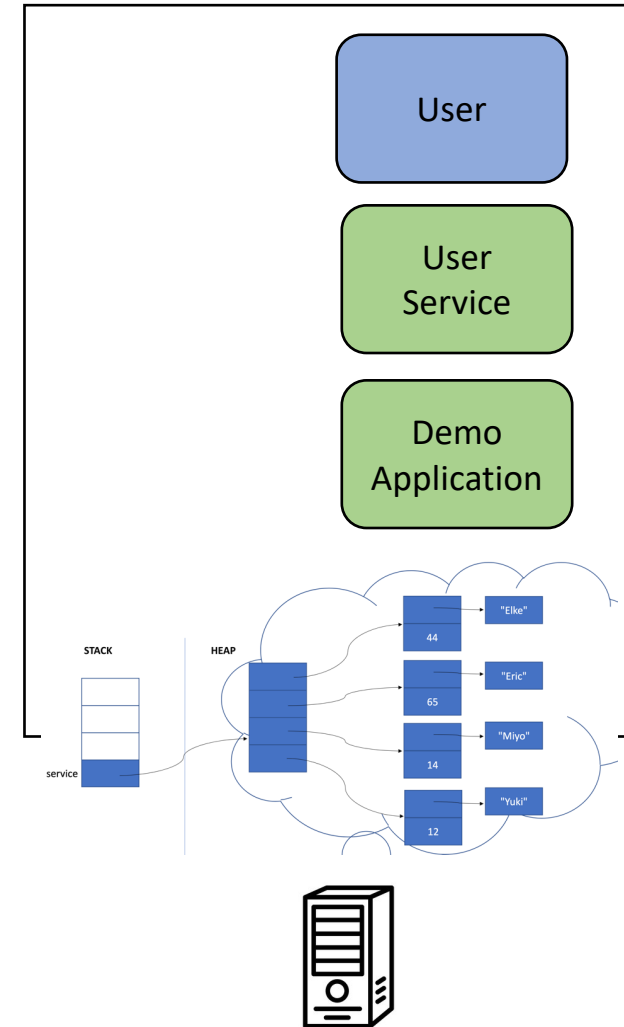 User
User
Service
Demo
Application
STACK
HEAP
"Elke"
44
"Eric"
65
"Miyo"
14
service
"Yuki"
12